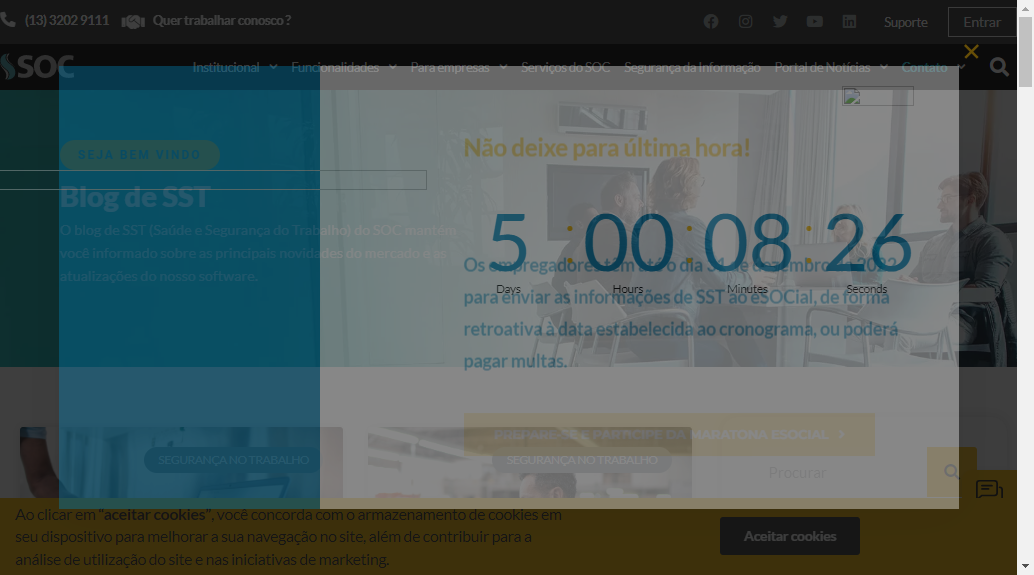 (13) 3202 9111 Quer trabalhar conosco ?
Suporte Entrar
SOC
Institucional Funcionalidades Para empresas Serviços do SOC Segurança da Informação Portal de Notícias Contato
SEJA BEM VINDO
Blog de SST
O blog de SST (Saúde e Segurança do Trabalho) do SOC mantém
você informado sobre as principais novidades do mercado e as
atualizações do nosso software.
Não deixe para última hora!
5 : 00 : 08 : 26
Days Hours Minutes Seconds
Os empregadores têm até o dia 31 de dezembro de 2022
para enviar as informações de SST ao eSOCial, de forma
retroativa à data estabelecida ao cronograma, ou poderá
pagar multas.
PREPARE-SE E PARTICIPE DA MARATONA ESOCIAL
SEGURANÇA NO TRABALHO
SEGURANÇA NO TRABALHO
Procurar
Ao clicar em "aceitar cookies", você concorda com o armazenamento de cookies em
seu dispositivo para melhorar a sua navegação no site, além de contribuir para a
análise de utilização do site e nas iniciativas de marketing.
Aceitar cookies